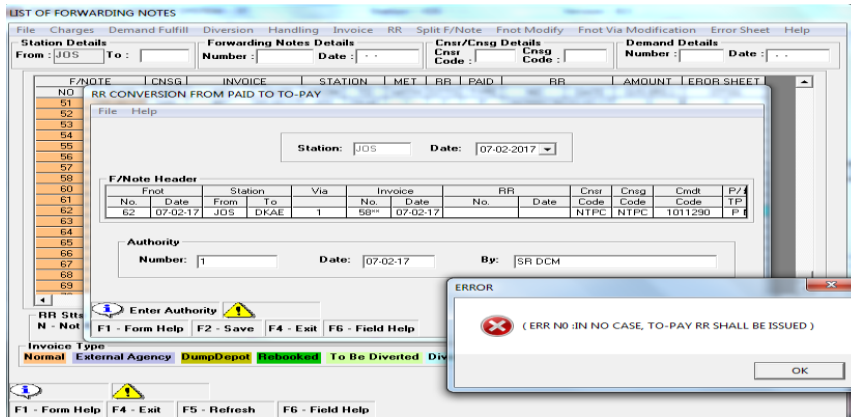 LIST OF FORWARDING NOTES
File Charges Demand Fulfill Diversion Handling Invoice RR Split F/Note Fnot Modify Fnot Via Modification Error Sheet Help
Station Details Forwarding Notes Details Cnsr/Cnsg Details Demand Details
From : JOS To : Number : Date : - - Cnsr Code : Cnsg Code : Number : Date : - -
F/NOTE CNSG INVOICE STATION MET RR PAID RR AMOUNT EROR SHEET
NO
51
52
53
54
55
56
57
58
60
61
62
63
64
65
66
67
68
69
RR CONVERSION FROM PAID TO TO-PAY
File Help
Station: JOS Date: 07-02-2017
F/Note Header
Fnot Station Via Invoice RR Cnsr Cnsg Cmdt P/
No. Date From To No. Date No. Date Code Code Code TP
62 07-02-17 JOS DKAE 1 58** 07-02-17 NTPC NTPC 1011290 P
Authority
Number: 1 Date: 07-02-17 By: SR DCM
Enter Authority
F1 - Form Help F2 - Save F4 - Exit F6 - Field Help
ERROR
( ERR N0 :IN NO CASE, TO-PAY RR SHALL BE ISSUED )
OK
RR Stts
N - Not
Invoice Type
Normal External Agency DumpDepot Rebooked To Be Diverted Div
F1 - Form Help F4 - Exit F5 - Refresh F6 - Field Help